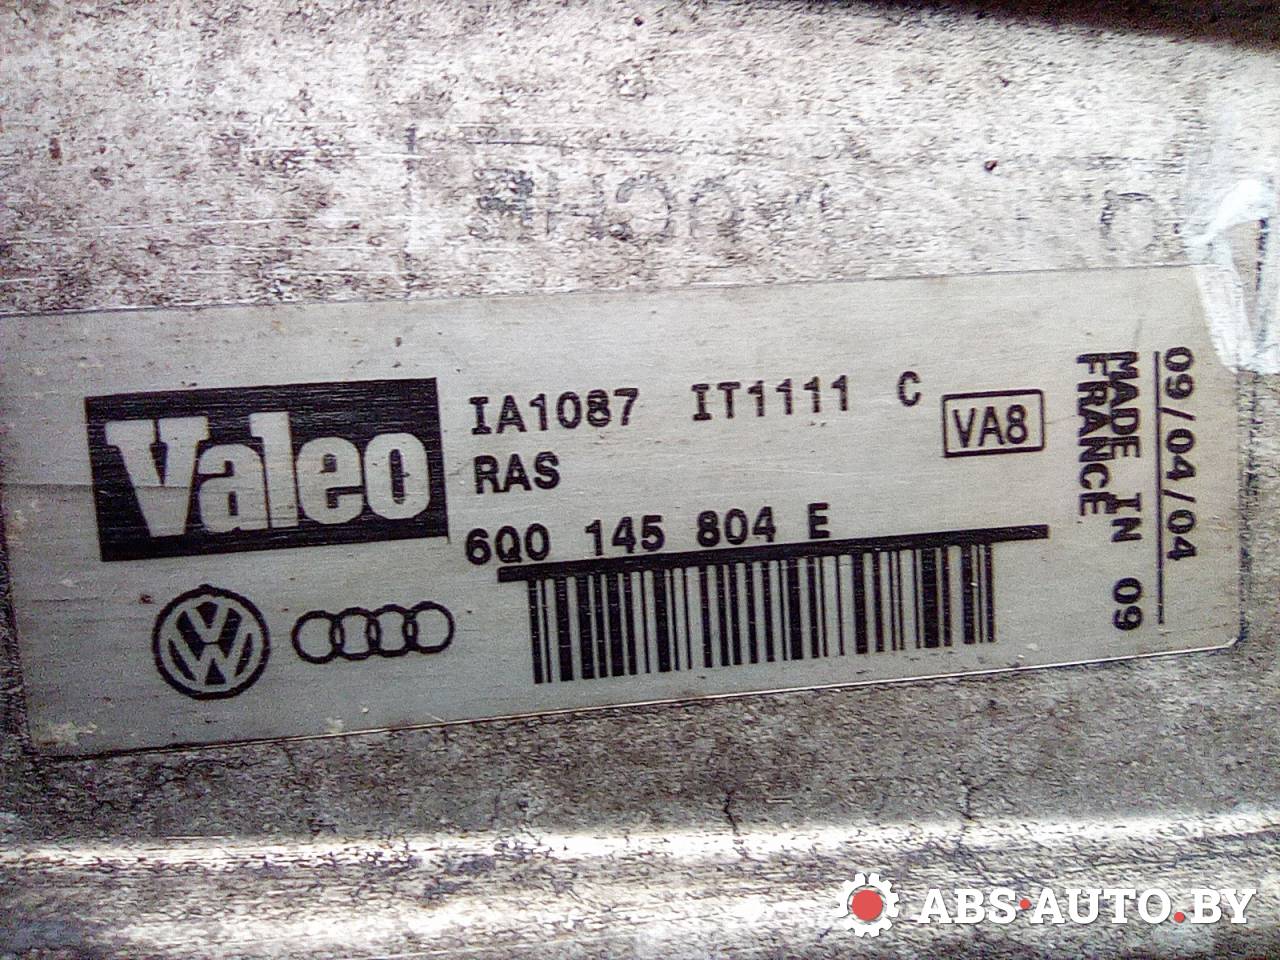 Valeo
IA1087 IT1111 C
RAS
VA8
6Q0 145 804 E
MADE IN 09
FRANCE
09/04/04
ABS·AUTO.BY